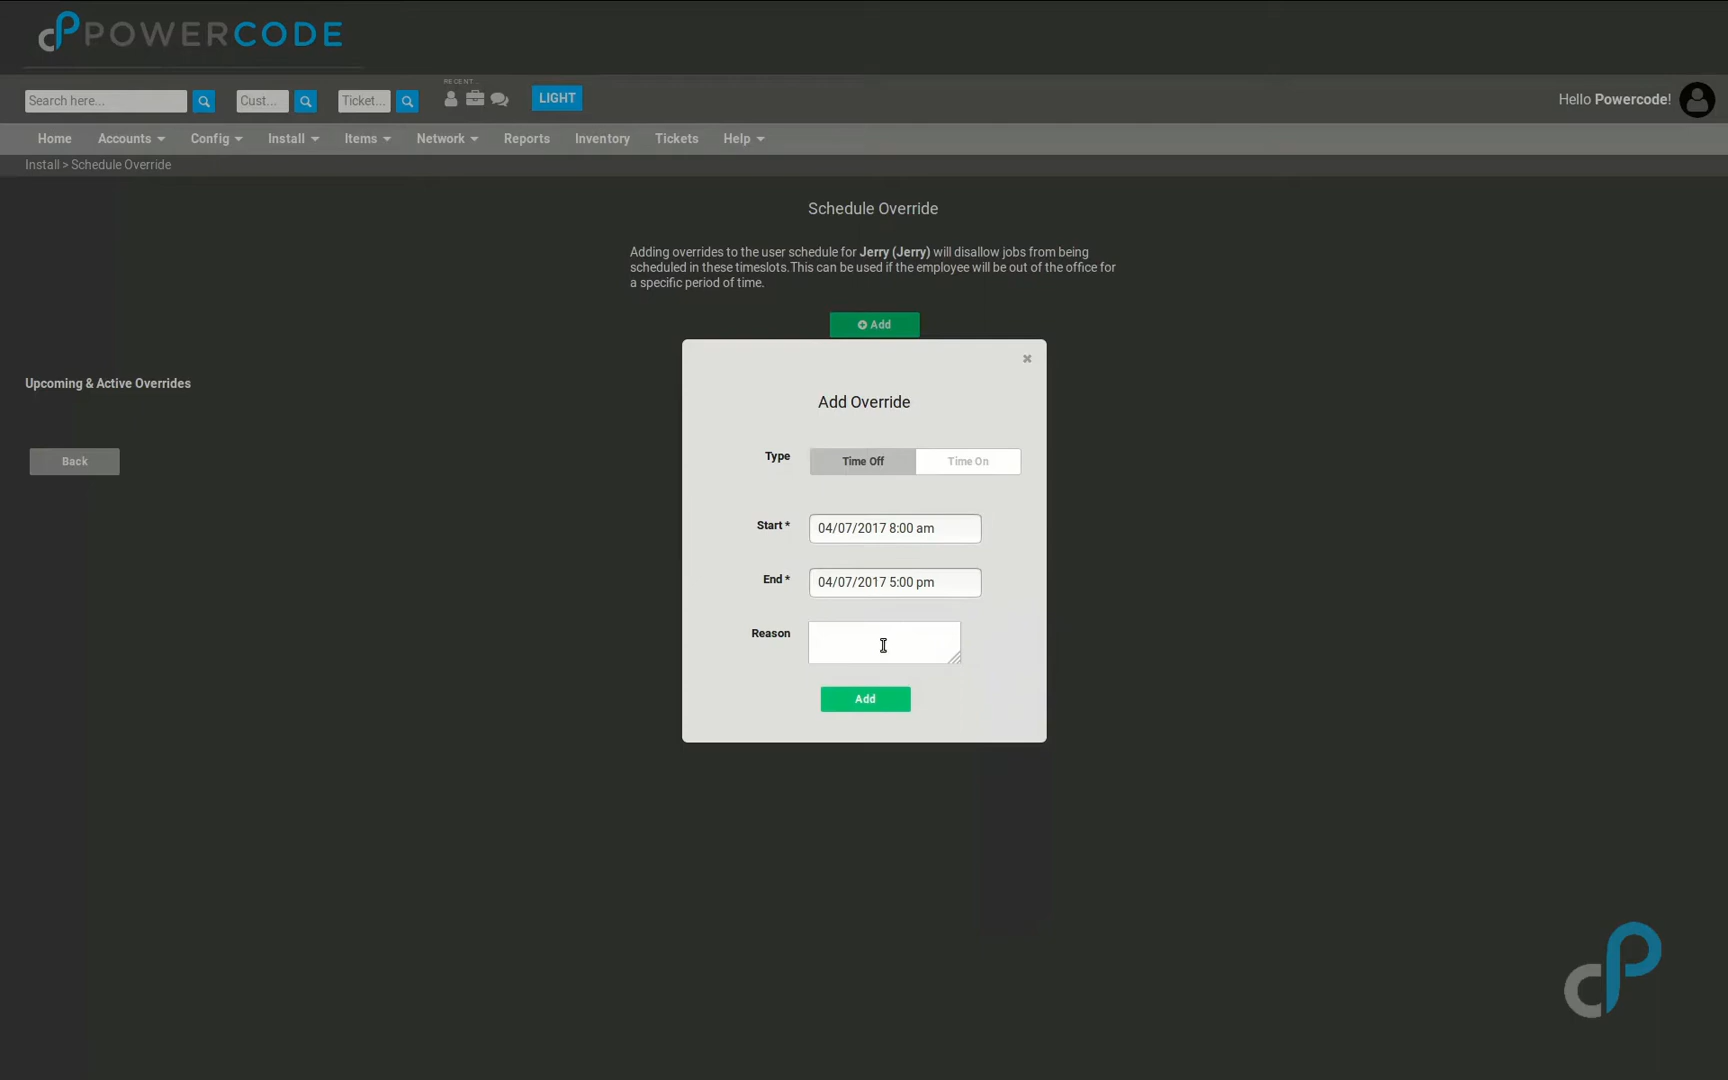 POWERCODE
RECENT...
Search here...
Cust...
Ticket...
LIGHT
Hello Powercode!
Home Accounts Config Install Items Network Reports Inventory Tickets Help
Install > Schedule Override
Schedule Override
Adding overrides to the user schedule for Jerry (Jerry) will disallow jobs from being
scheduled in these timeslots.This can be used if the employee will be out of the office for
a specific period of time.
Add
Upcoming & Active Overrides
Back
Add Override
Type Time Off Time On
Start * 04/07/2017 8:00 am
End * 04/07/2017 5:00 pm
Reason
Add